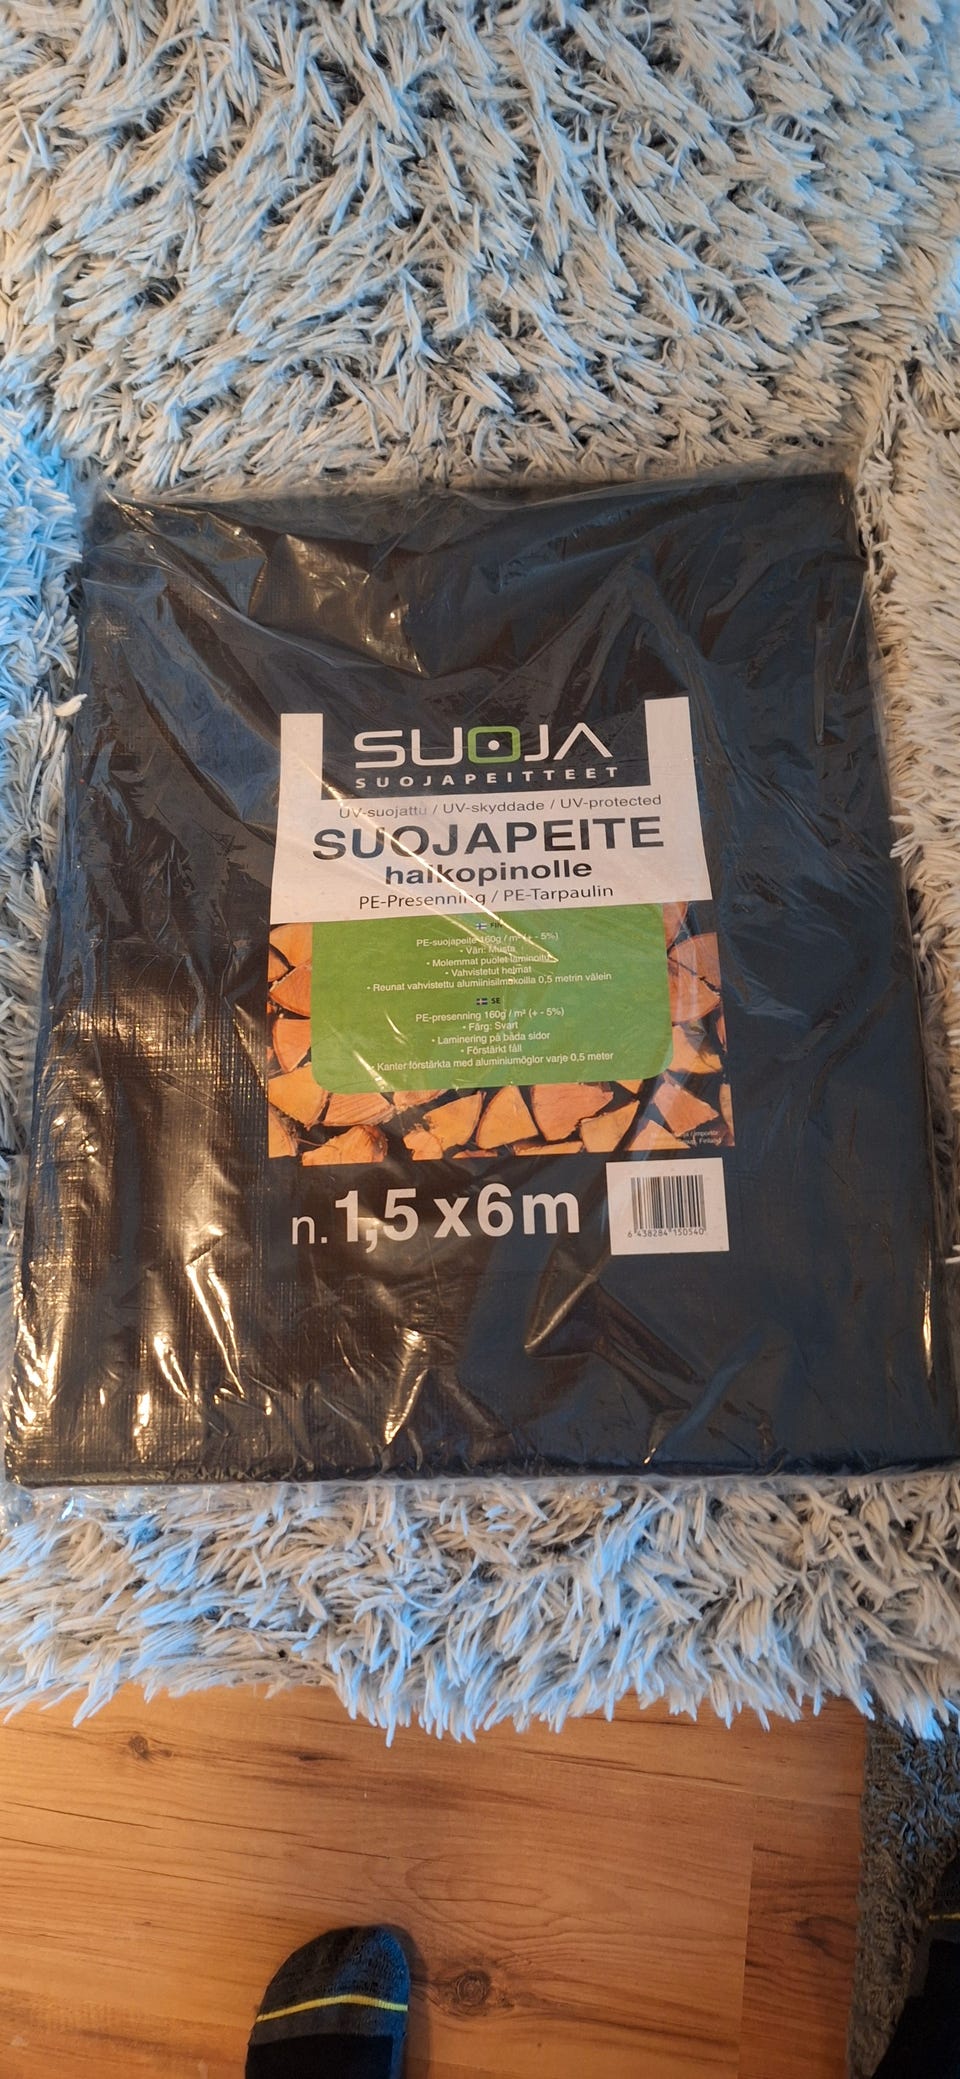 SUOJA
SUOJAPEITTEET
UV-suojattu / UV-skyddade / UV-protected
SUOJAPEITE
halkopinolle
PE-Presenning / PE-Tarpaulin
FIN
PE-suojapeite 160g / m² (+ - 5%)
• Väri: Musta
• Molemmat puolet laminoitu
• Vahvistetut helmat
• Reunat vahvistettu alumiinisilmukoilla 0,5 metrin välein
SE
PE-presenning 160g / m² (+ - 5%)
• Färg: Svart
• Laminering på båda sidor
• Förstärkt fåll
• Kanter förstärkta med aluminiumöglor varje 0,5 meter
n. 1,5 x 6 m
6 438284 150540